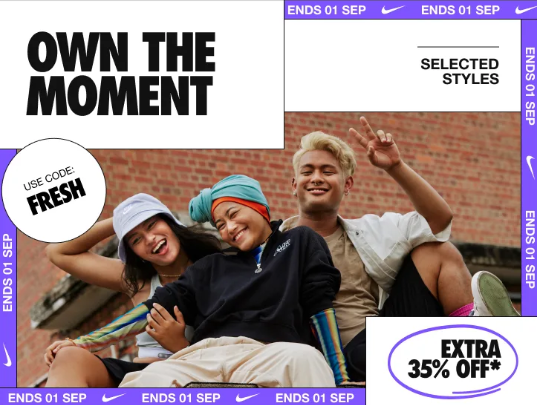 ENDS 01 SEP ENDS 01 SEP
OWN THE
MOMENT
SELECTED
STYLES
ENDS 01 SEP
USE CODE:
FRESH
ENDS 01 SEP
ENDS 01 SEP
EXTRA
35% OFF*
ENDS 01 SEP ENDS 01 SEP ENDS 01 SEP